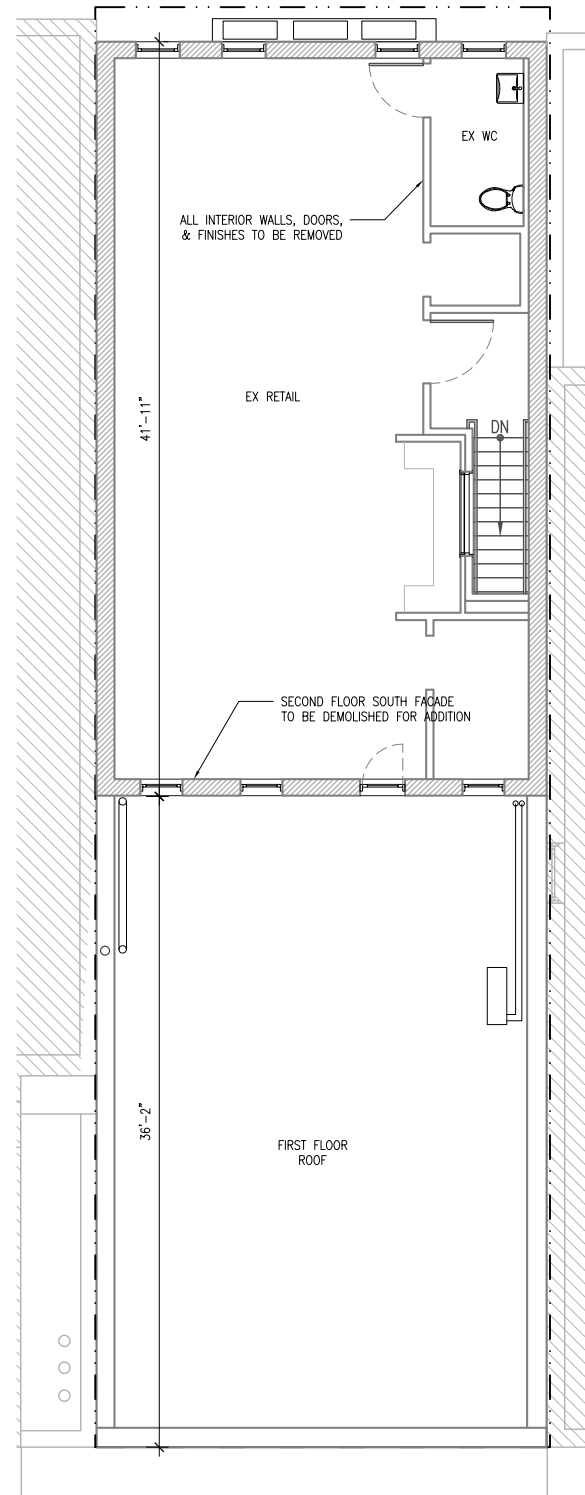 EX WC
ALL INTERIOR WALLS, DOORS,
& FINISHES TO BE REMOVED
EX RETAIL
41'-11"
DN
SECOND FLOOR SOUTH FACADE
TO BE DEMOLISHED FOR ADDITION
36'-2"
FIRST FLOOR
ROOF